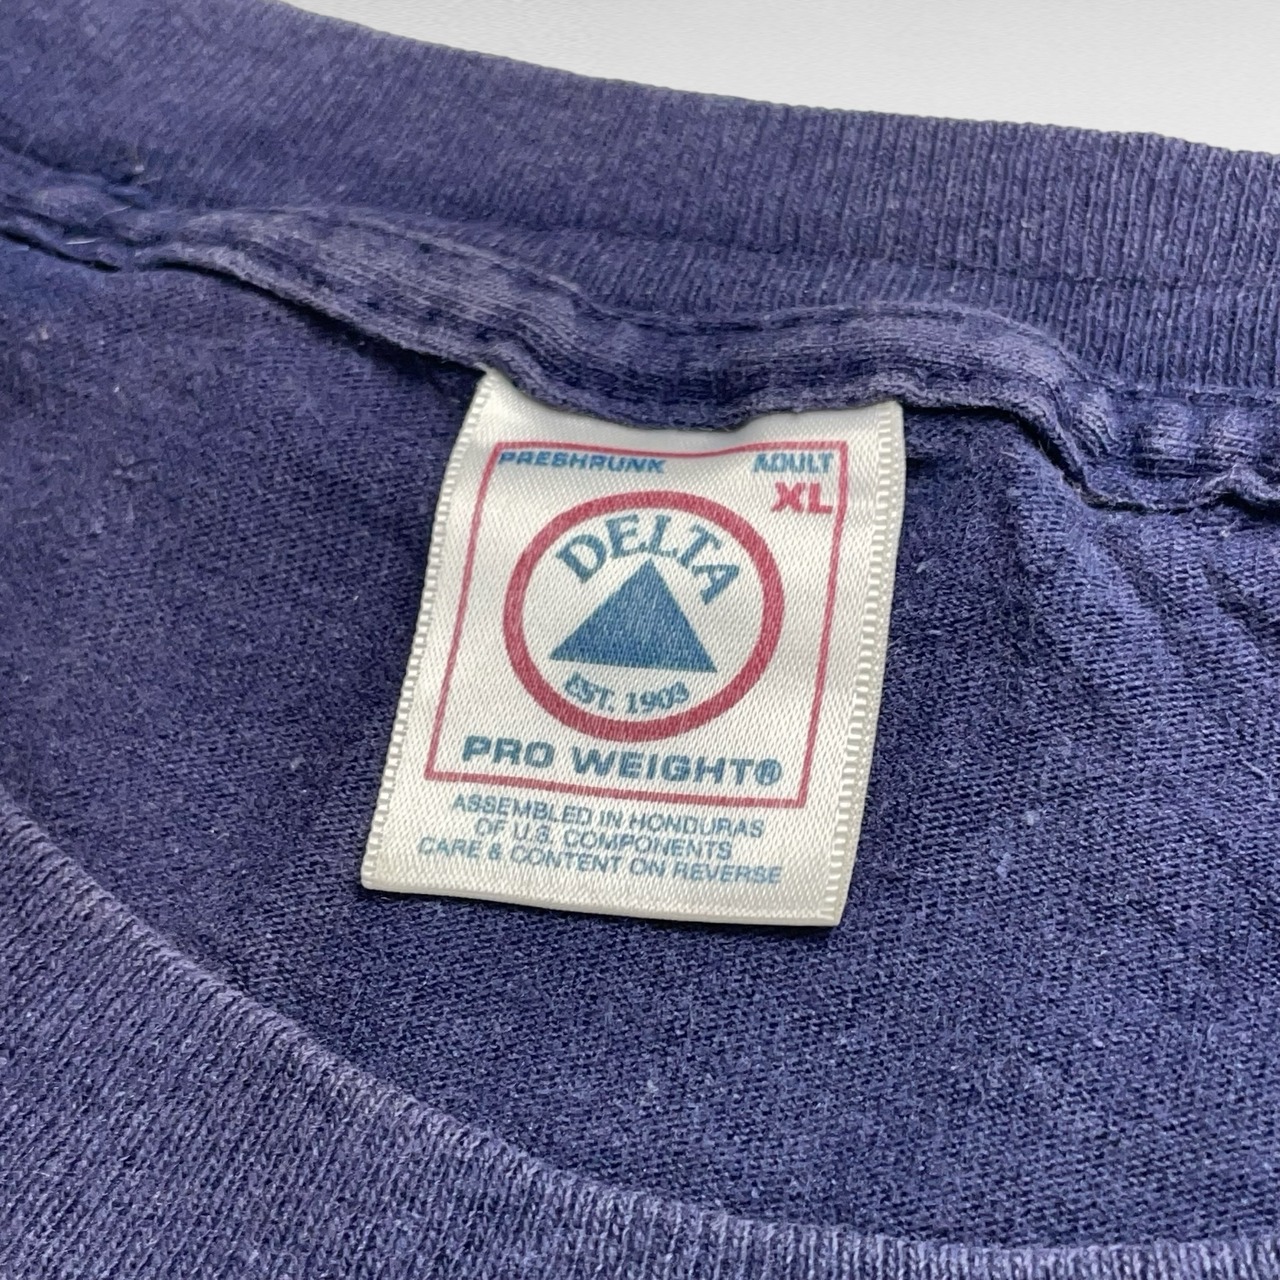 PRESHRUNK ADULT
XL
DELTA
EST. 1903
PRO WEIGHT®
ASSEMBLED IN HONDURAS
OF U.S. COMPONENTS
CARE & CONTENT ON REVERSE